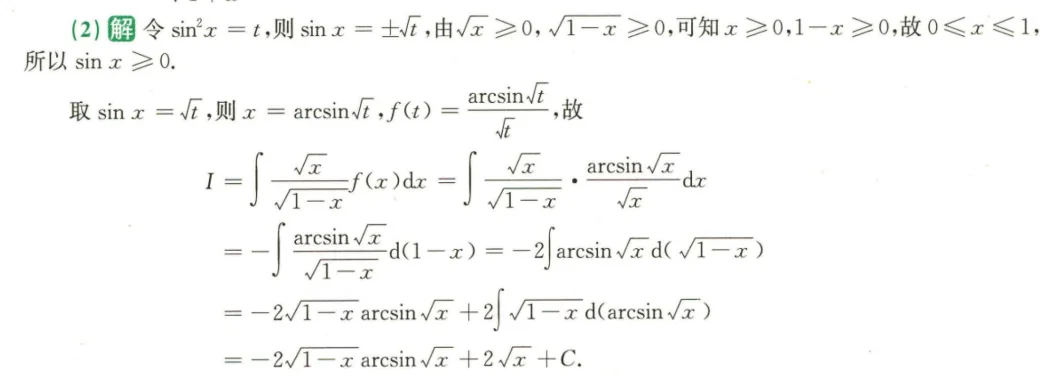 (2) 解 令 sin²x = t,则 sin x = ±√t,由√x ≥0, √(1−x) ≥0,可知 x ≥0,1−x ≥0,故 0≤x≤1,
所以 sin x ≥0.
取 sin x = √t,则 x = arcsin√t, f(t) = arcsin√t / √t,故
I = ∫ √x / √(1−x) f(x)dx = ∫ √x / √(1−x) · arcsin√x / √x dx
= −∫ arcsin√x / √(1−x) d(1−x) = −2∫arcsin√x d(√(1−x))
= −2√(1−x) arcsin√x + 2∫√(1−x) d(arcsin√x)
= −2√(1−x) arcsin√x + 2√x + C.